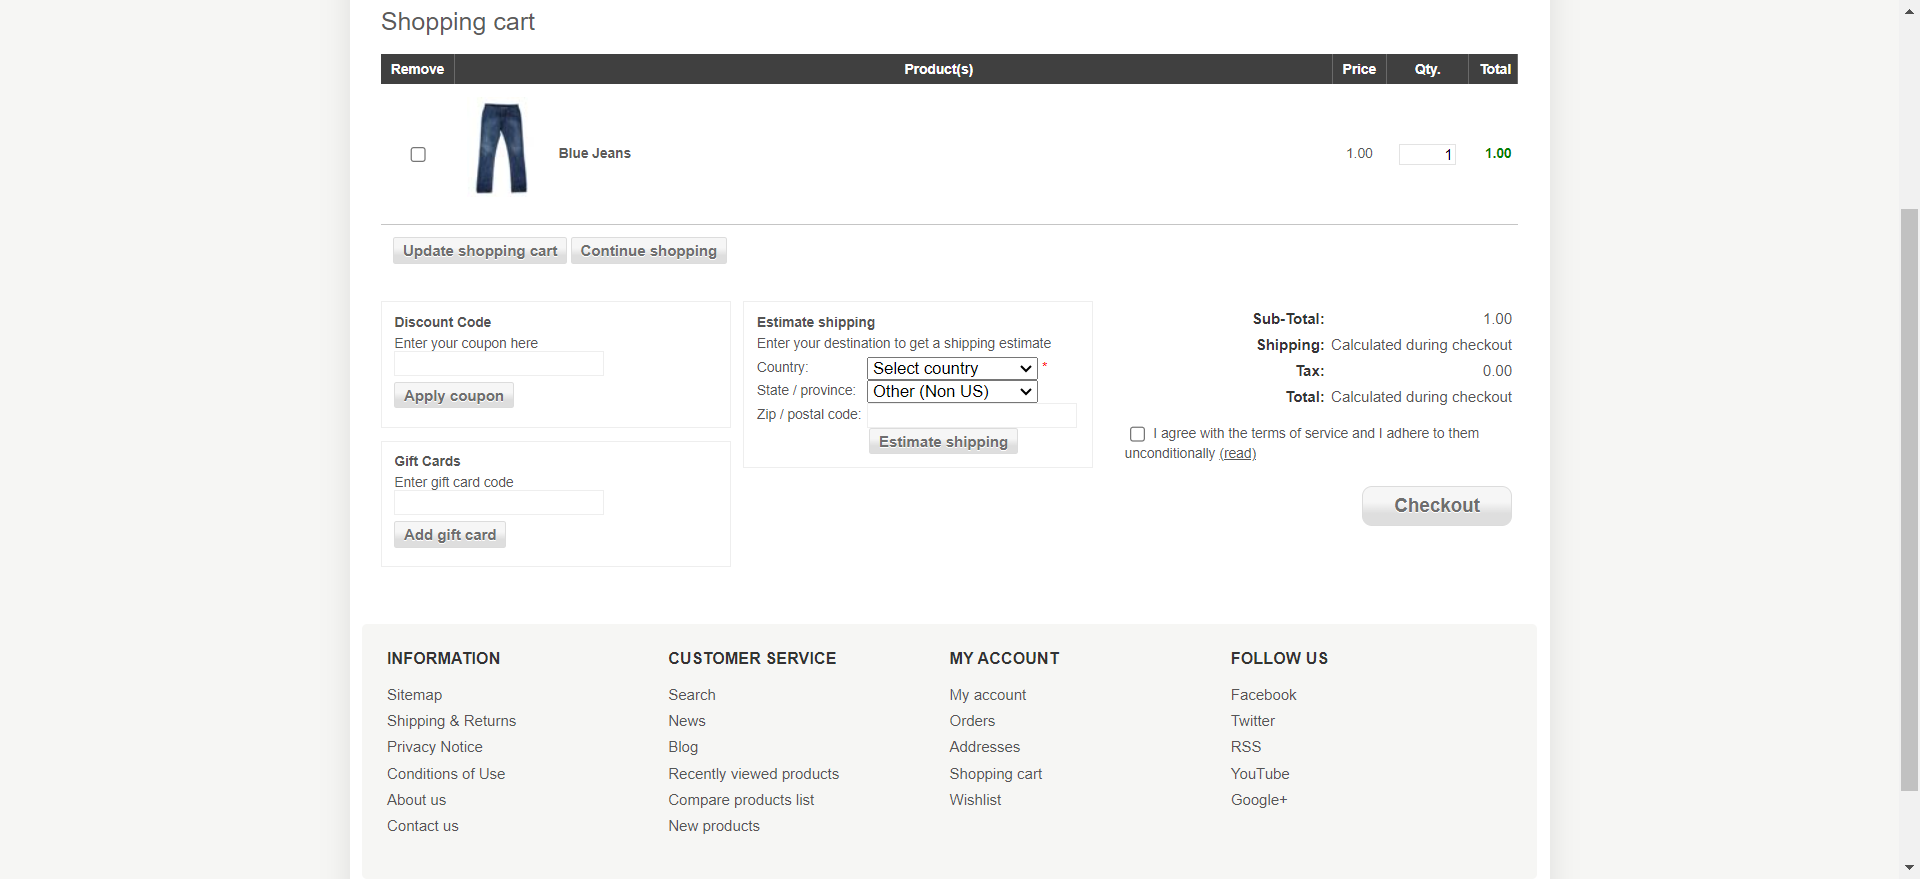 Shopping cart
Remove Product(s) Price Qty. Total
Blue Jeans 1.00 1 1.00
Update shopping cart Continue shopping
Discount Code
Enter your coupon here
Apply coupon
Gift Cards
Enter gift card code
Add gift card
Estimate shipping
Enter your destination to get a shipping estimate
Country: Select country *
State / province: Other (Non US)
Zip / postal code:
Estimate shipping
Sub-Total: 1.00
Shipping: Calculated during checkout
Tax: 0.00
Total: Calculated during checkout
I agree with the terms of service and I adhere to them
unconditionally (read)
Checkout
INFORMATION
Sitemap
Shipping & Returns
Privacy Notice
Conditions of Use
About us
Contact us
CUSTOMER SERVICE
Search
News
Blog
Recently viewed products
Compare products list
New products
MY ACCOUNT
My account
Orders
Addresses
Shopping cart
Wishlist
FOLLOW US
Facebook
Twitter
RSS
YouTube
Google+